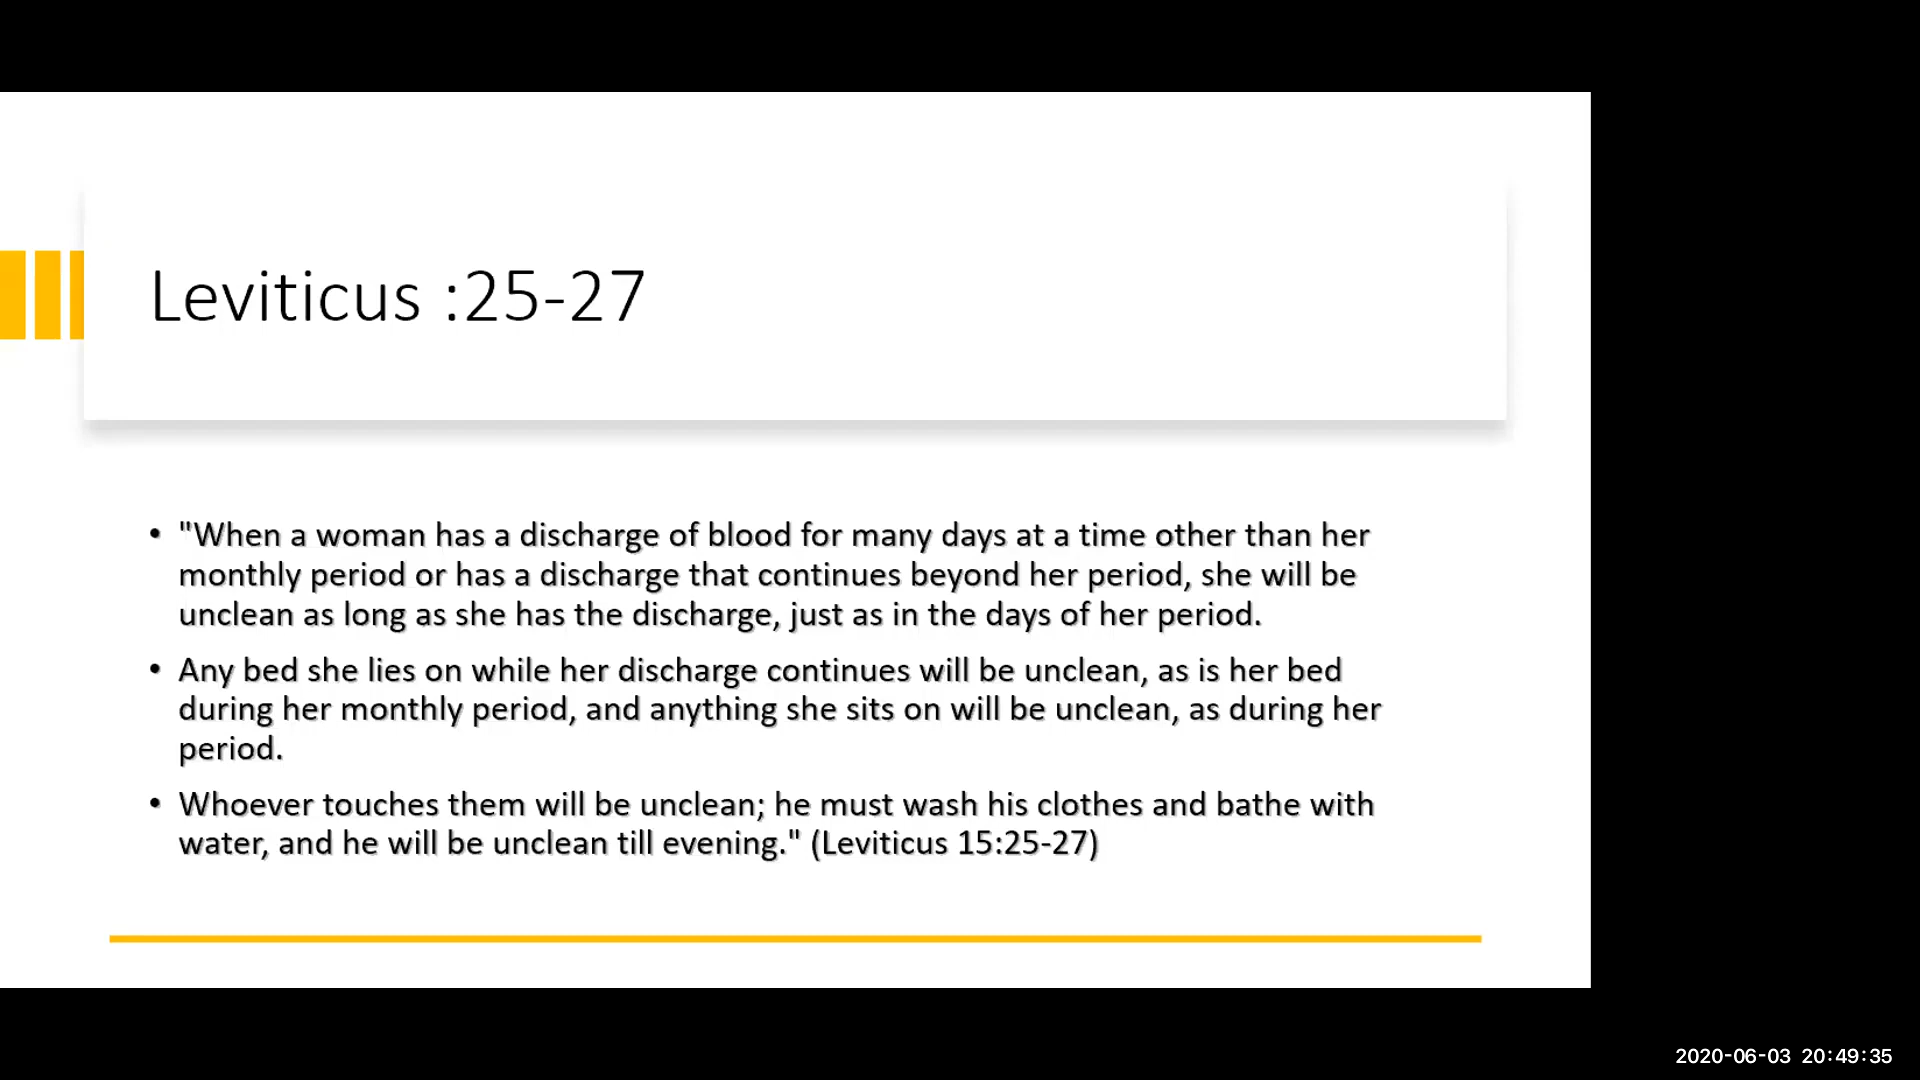 Leviticus :25-27
• "When a woman has a discharge of blood for many days at a time other than her
monthly period or has a discharge that continues beyond her period, she will be
unclean as long as she has the discharge, just as in the days of her period.
• Any bed she lies on while her discharge continues will be unclean, as is her bed
during her monthly period, and anything she sits on will be unclean, as during her
period.
• Whoever touches them will be unclean; he must wash his clothes and bathe with
water, and he will be unclean till evening." (Leviticus 15:25-27)
2020-06-03 20:49:35